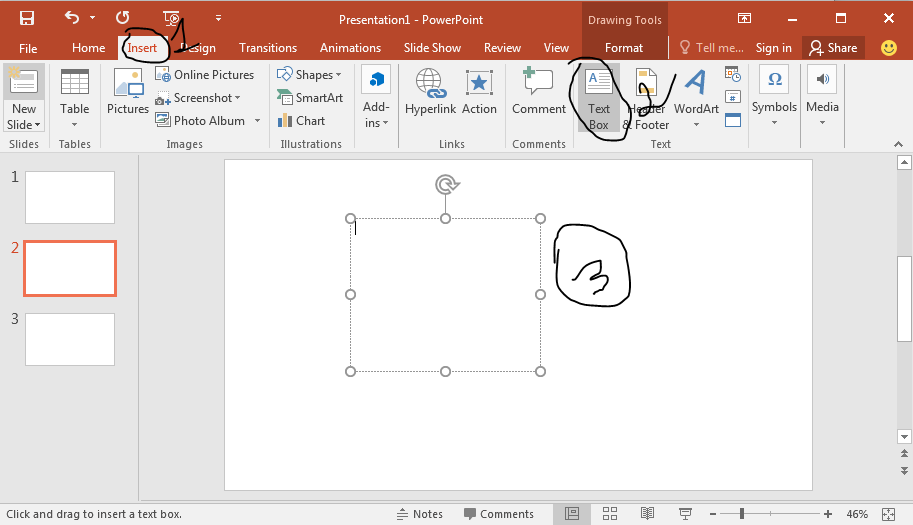 Presentation1 - PowerPoint
Drawing Tools
1
File Home Insert Design Transitions Animations Slide Show Review View Format Tell me... Sign in Share
New Slide
Table
Pictures
Online Pictures
Screenshot
Photo Album
Shapes
SmartArt
Chart
Add-ins
Hyperlink
Action
Comment
Text Box
2
Header & Footer
WordArt
Symbols
Media
Slides Tables Images Illustrations Links Comments Text
1
2
3
3
Click and drag to insert a text box.
Notes
Comments
46%